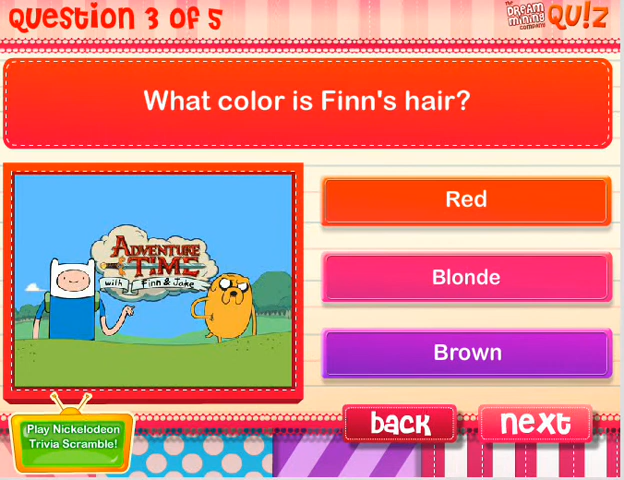 Question 3 of 5
The
DREAM
mining
company
QU!Z
What color is Finn's hair?
ADVENTURE
TIME
with Finn & Jake
Red
Blonde
Brown
Play Nickelodeon
Trivia Scramble!
back
next